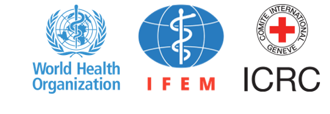 World Health
Organization
IFEM
COMITE INTERNATIONAL
GENEVE
ICRC